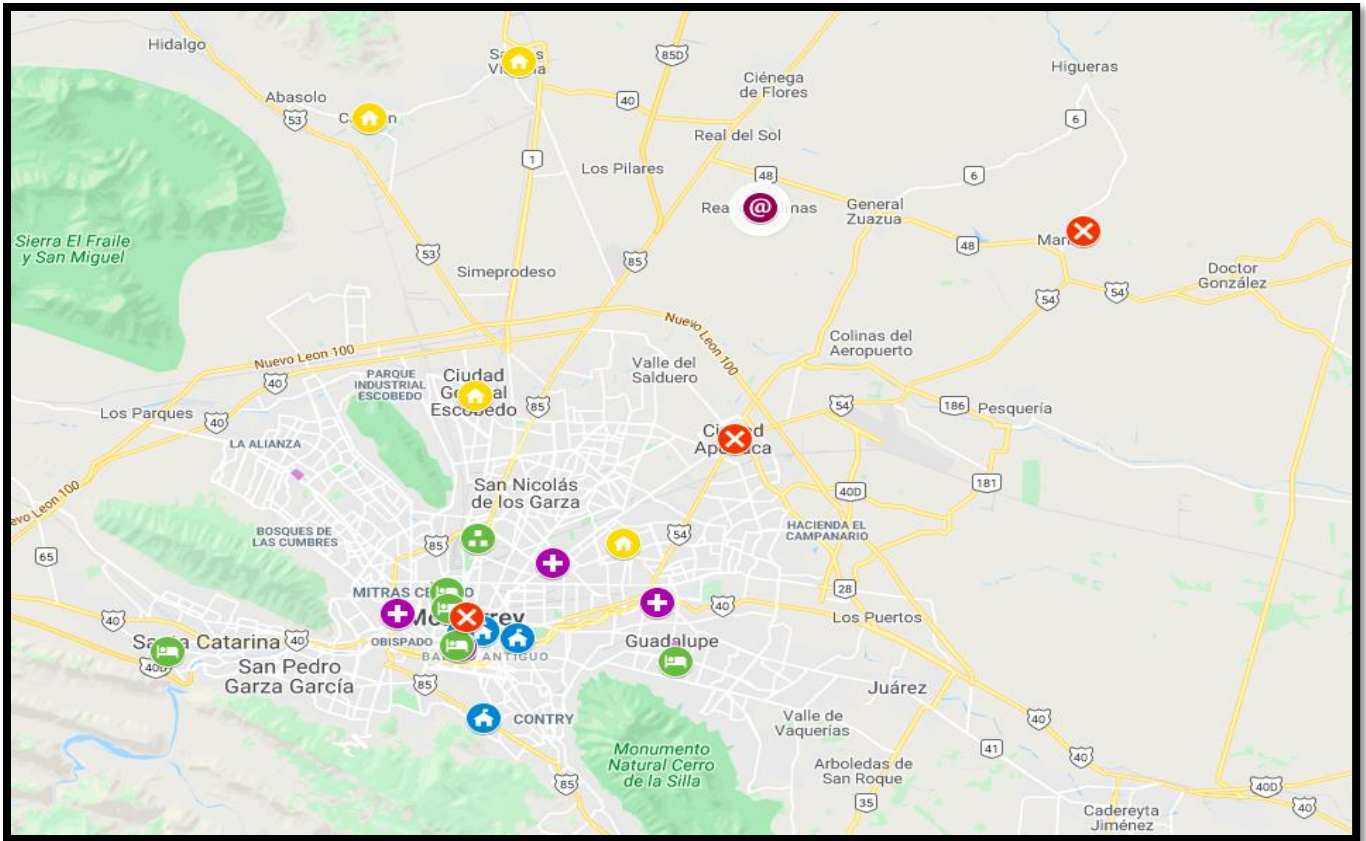 Hidalgo
85D
Higueras
Ciénega
de Flores
Abasolo
53
40
6
Real del Sol
1
Los Pilares
48
6
@
General
Zuazua
Sierra El Fraile
y San Miguel
53
48
85
Simeprodeso
Doctor
González
54
54
Nuevo Leon 100
Colinas del
Aeropuerto
Nuevo Leon 100
Valle del
Salduero
PARQUE
INDUSTRIAL
ESCOBEDO
Ciudad
40
Los Parques
40
85
54
186
Pesquería
LA ALIANZA
San Nicolás
de los Garza
181
40D
Leon 100
BOSQUES DE
LAS CUMBRES
85
54
HACIENDA EL
CAMPANARIO
65
28
MITRAS
40
40
Los Puertos
Catarina
40
OBISPADO
ANTIGUO
Guadalupe
San Pedro
Garza García
40D
85
Juárez
CONTRY
Valle de
Vaquerías
40
Monumento
Natural Cerro
de la Silla
41
40
Arboledas de
San Roque
85
35
40D
40
Cadereyta
Jiménez